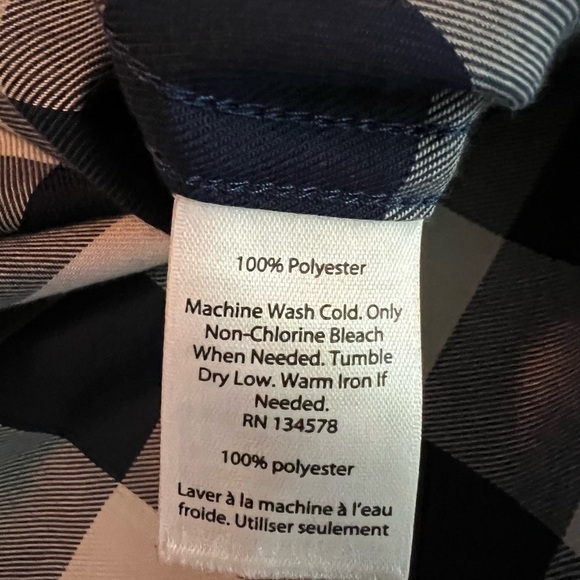 100% Polyester
Machine Wash Cold. Only
Non-Chlorine Bleach
When Needed. Tumble
Dry Low. Warm Iron If
Needed.
RN 134578
100% polyester
Laver à la machine à l'eau
froide. Utiliser seulement